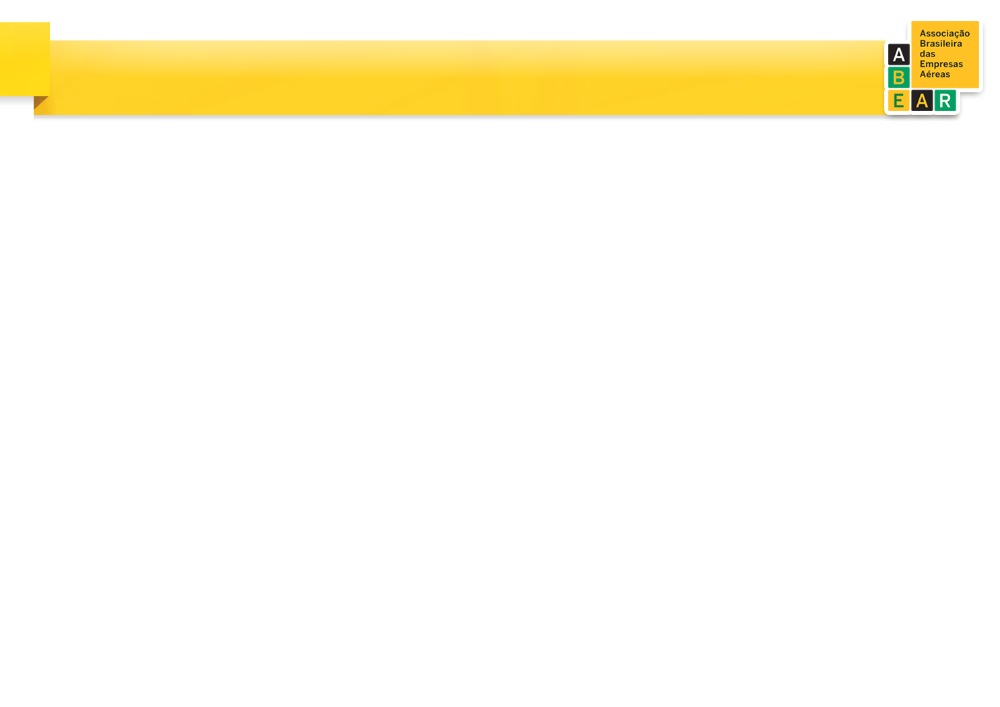 Associação
Brasileira
das
Empresas
Aéreas
A
B
E A R